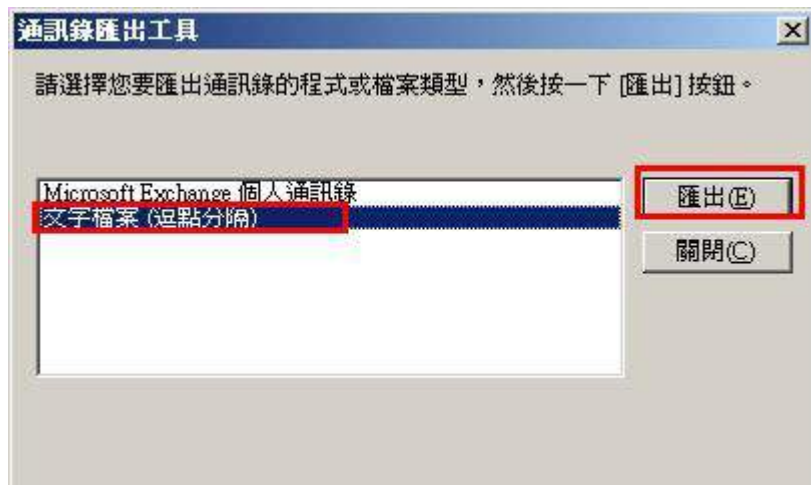 通訊錄匯出工具
請選擇您要匯出通訊錄的程式或檔案類型，然後按一下 [匯出] 按鈕。
Microsoft Exchange 個人通訊錄
匯出(E)
文字檔案 (逗點分隔)
關閉(C)